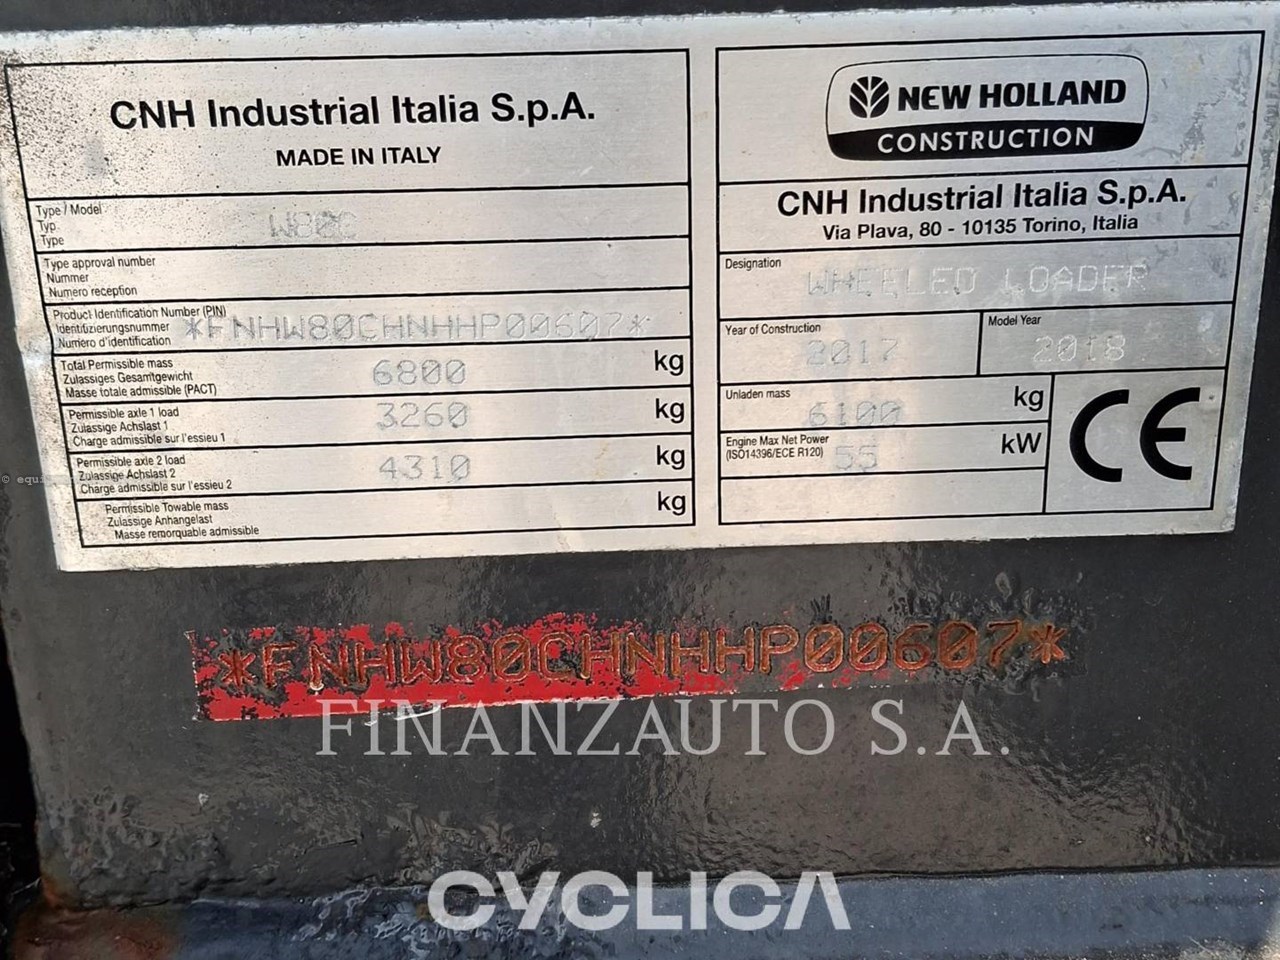 CNH Industrial Italia S.p.A.
MADE IN ITALY
Type / Model
Typ
Type
W80C
Type approval number
Nummer
Numero reception
Product Identification Number (PIN)
Identifizierungsnummer
Numéro d'identification
*FNHW80CHNHHP00607*
Total Permissible mass
Zulassiges Gesamtgewicht
Masse totale admissible (PACT)
6800
kg
Permissible axle 1 load
Zulassige Achslast 1
Charge admissible sur l'essieu 1
3260
kg
Permissible axle 2 load
Zulassige Achslast 2
Charge admissible sur l'essieu 2
4310
kg
Permissible Towable mass
Zulassige Anhangelast
Masse remorquable admissible
kg
NEW HOLLAND
CONSTRUCTION
CNH Industrial Italia S.p.A.
Via Plava, 80 - 10135 Torino, Italia
Designation
WHEELED LOADER
Year of Construction
2017
Model Year
2018
Unladen mass
6100
kg
Engine Max Net Power
(ISO14396/ECE R120)
55
kW
CE
*FNHW80CHNHHP00607*
FINANZAUTO S.A.
CYCLICA